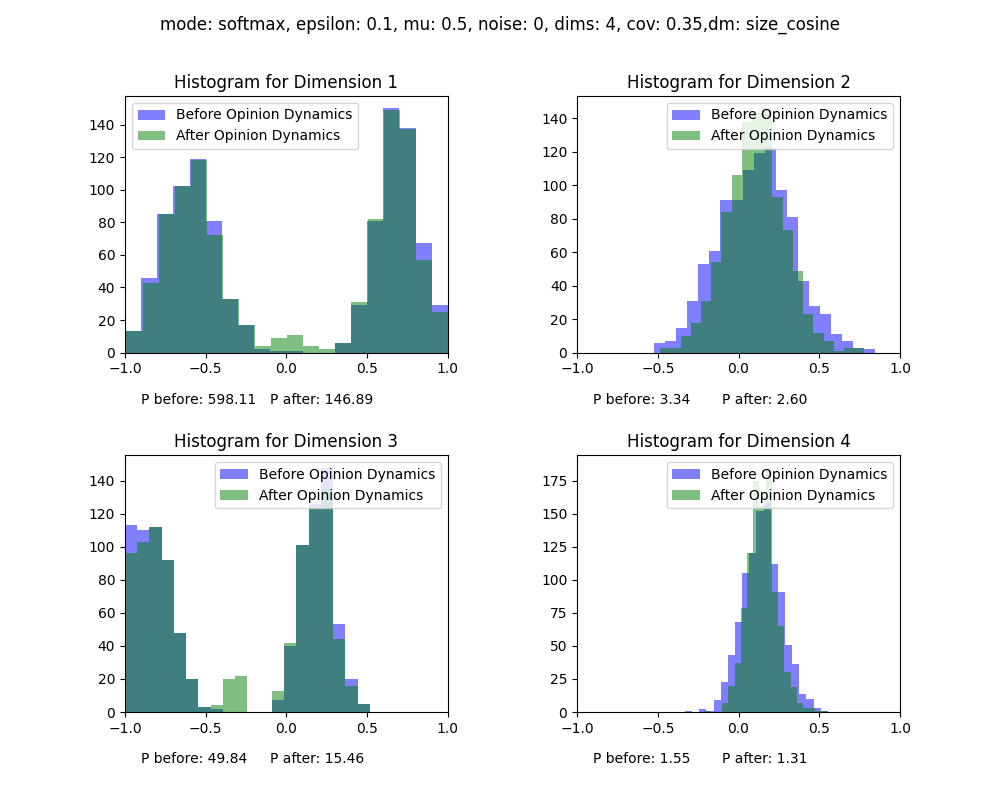 mode: softmax, epsilon: 0.1, mu: 0.5, noise: 0, dims: 4, cov: 0.35,dm: size_cosine
Histogram for Dimension 1
Before Opinion Dynamics
After Opinion Dynamics
140
120
100
80
60
40
20
0
−1.0 −0.5 0.0 0.5 1.0
P before: 598.11 P after: 146.89
Histogram for Dimension 2
Before Opinion Dynamics
After Opinion Dynamics
140
120
100
80
60
40
20
0
−1.0 −0.5 0.0 0.5 1.0
P before: 3.34 P after: 2.60
Histogram for Dimension 3
Before Opinion Dynamics
After Opinion Dynamics
140
120
100
80
60
40
20
0
−1.0 −0.5 0.0 0.5 1.0
P before: 49.84 P after: 15.46
Histogram for Dimension 4
Before Opinion Dynamics
After Opinion Dynamics
175
150
125
100
75
50
25
0
−1.0 −0.5 0.0 0.5 1.0
P before: 1.55 P after: 1.31